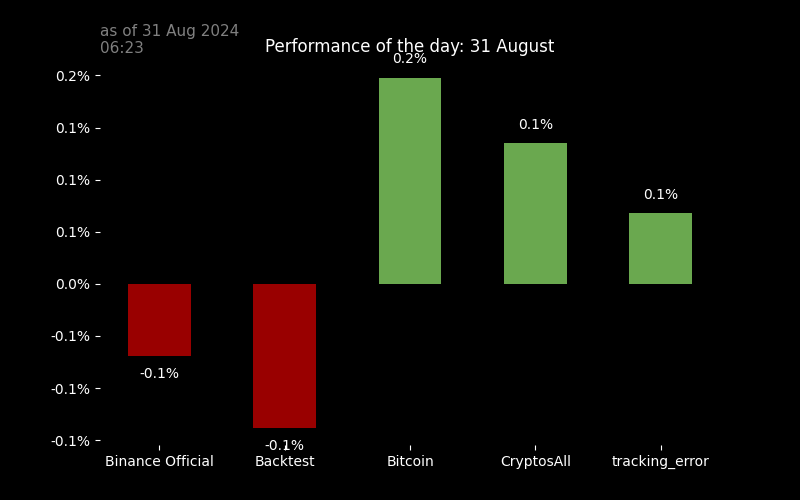 as of 31 Aug 2024
06:23
Performance of the day: 31 August
0.2%
0.2%
0.1%
0.1%
0.1%
0.1%
0.1%
0.1%
0.0%
-0.1%
-0.1%
-0.1%
-0.1%
-0.1%
Binance Official
Backtest
Bitcoin
CryptosAll
tracking_error